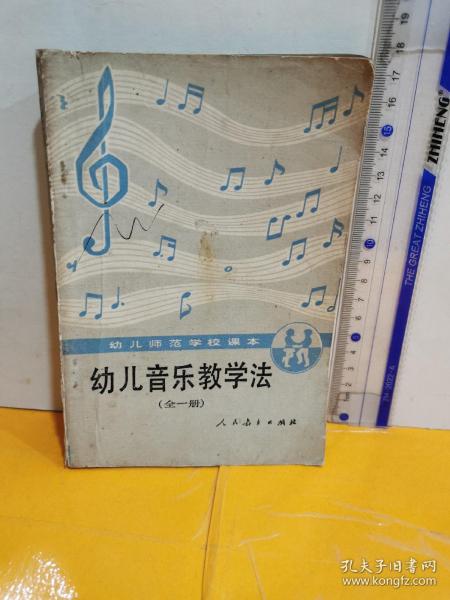 幼儿师范学校课本
幼儿音乐教学法
(全一册)
人民教育出版社
ZHIHENG
THE GREAT ZHIHENG
孔夫子旧书网
www.kongfz.com